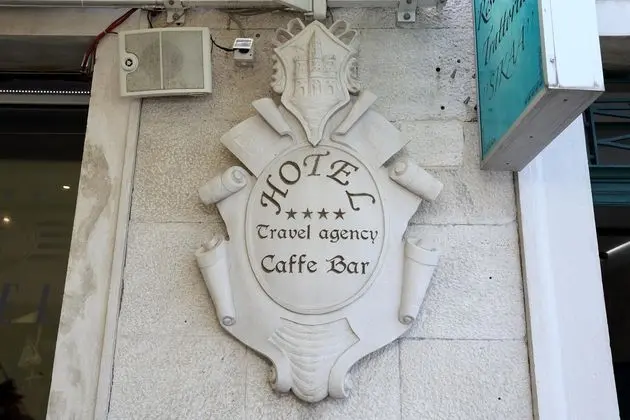 HOTEL
★★★★
Travel agency
Caffe Bar